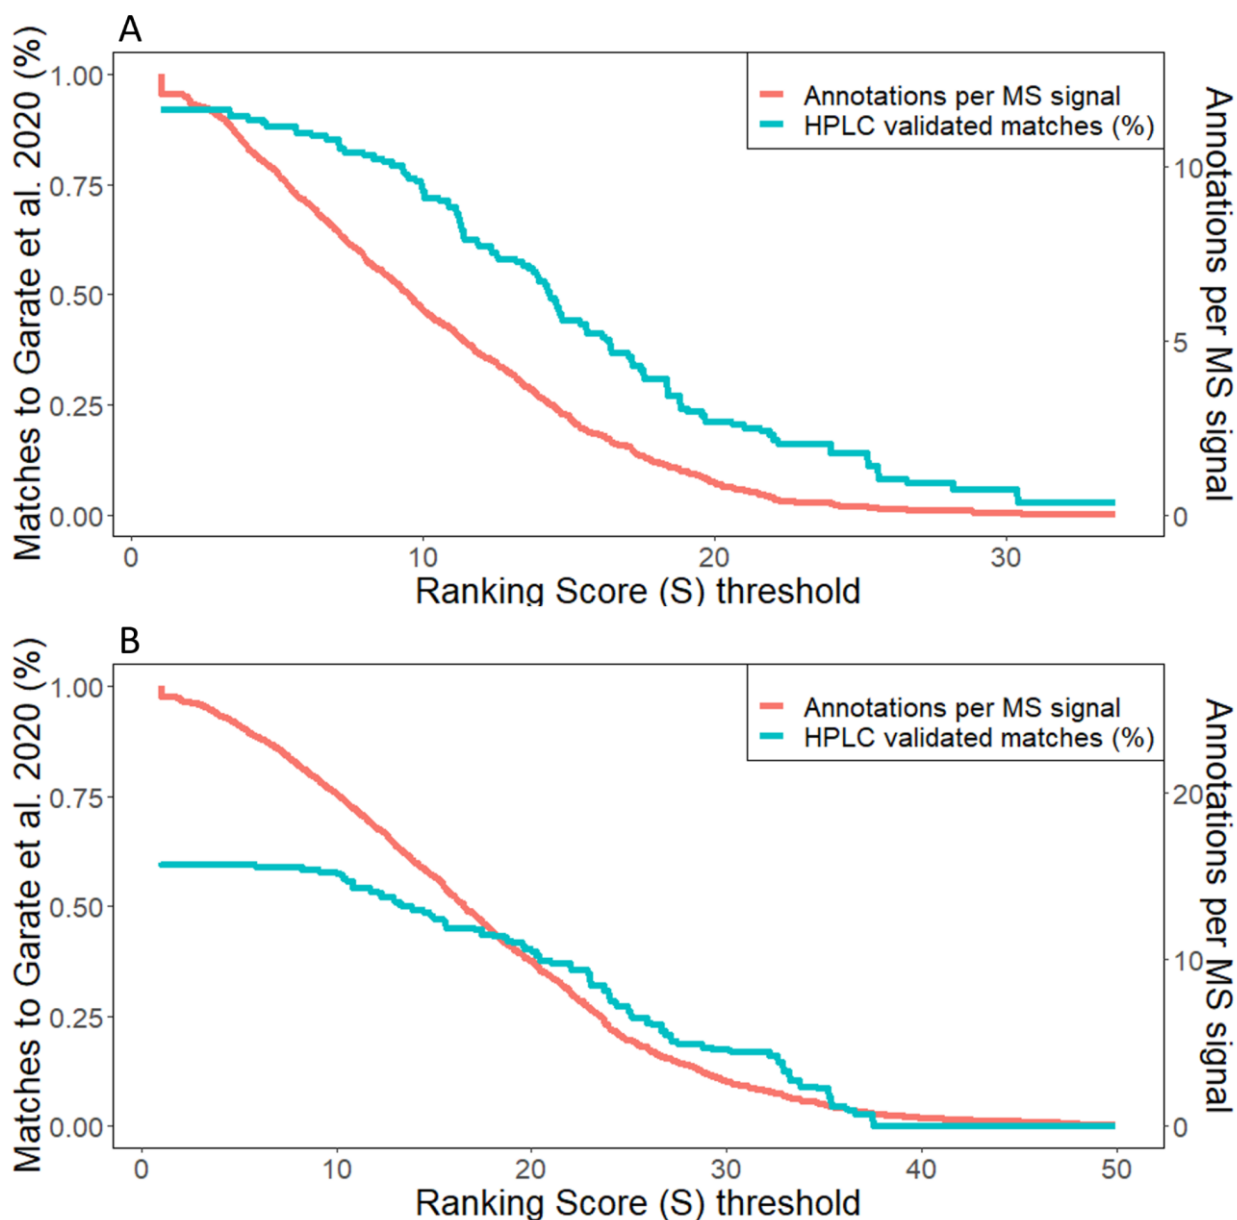 A
Matches to Garate et al. 2020 (%)
1.00
0.75
0.50
0.25
0.00
Annotations per MS signal
HPLC validated matches (%)
10
5
0
Annotations per MS signal
0
10
20
30
Ranking Score (S) threshold
B
Matches to Garate et al. 2020 (%)
1.00
0.75
0.50
0.25
0.00
Annotations per MS signal
HPLC validated matches (%)
20
10
0
Annotations per MS signal
0
10
20
30
40
50
Ranking Score (S) threshold